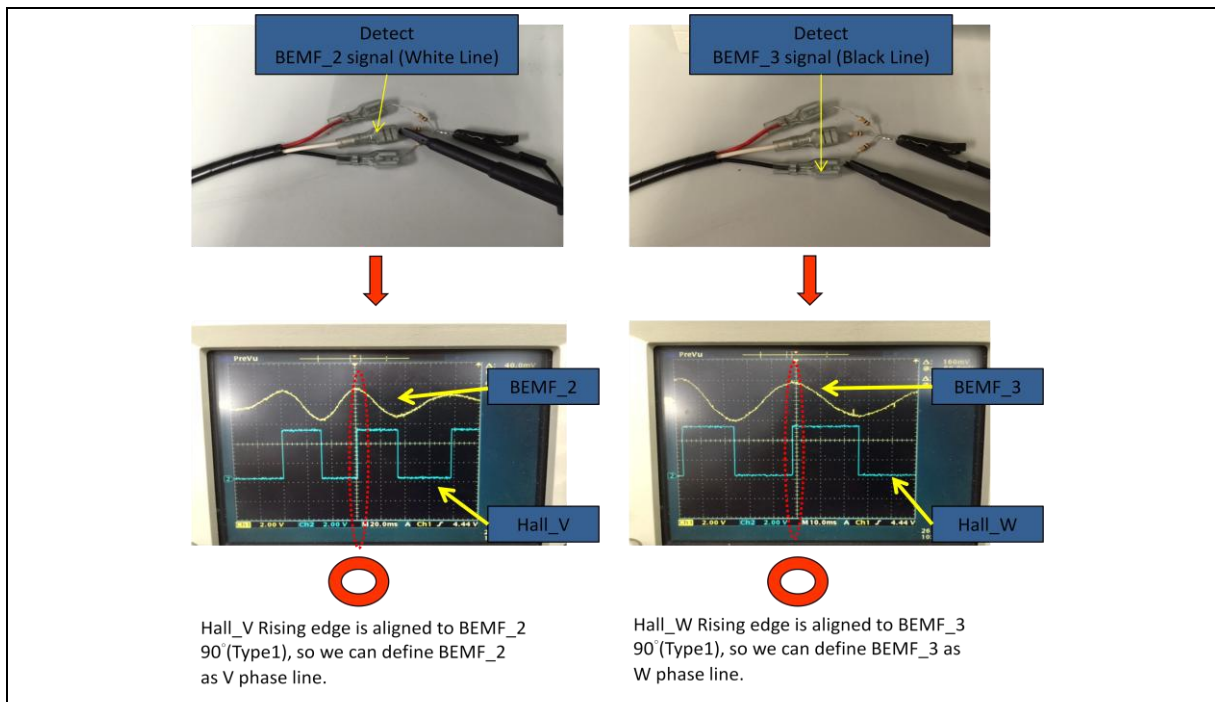 Detect
BEMF_2 signal (White Line)
Detect
BEMF_3 signal (Black Line)
PreVu
BEMF_2
Z
Hall_V
Ch1 2.00 V Ch2 2.00 V M 20.0ms A Ch1 4.44 V
PreVu
BEMF_3
Z
Hall_W
2.00 V Ch2 2.00 V M 10.0ms A Ch1 4.44 V
Hall_V Rising edge is aligned to BEMF_2
90°(Type1), so we can define BEMF_2
as V phase line.
Hall_W Rising edge is aligned to BEMF_3
90°(Type1), so we can define BEMF_3 as
W phase line.